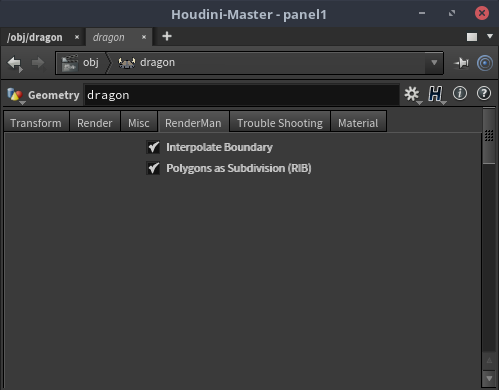 Houdini-Master - panel1
/obj/dragon × dragon × +
obj dragon
Geometry dragon
Transform Render Misc RenderMan Trouble Shooting Material
Interpolate Boundary
Polygons as Subdivision (RIB)